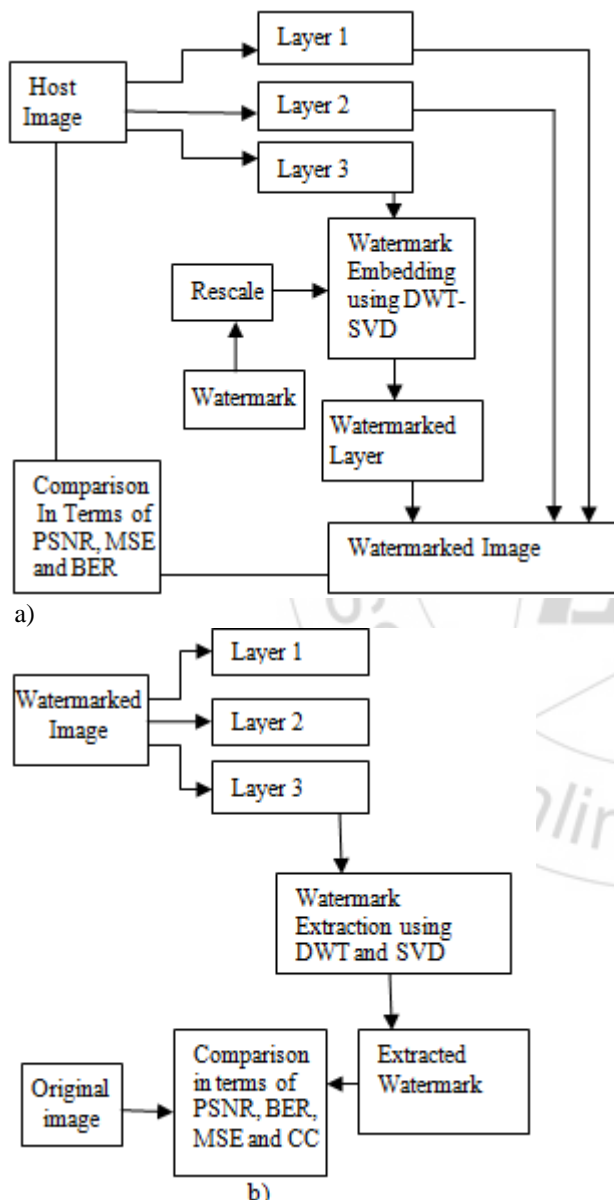 Layer 1
Host
Image
Layer 2
Layer 3
Watermark
Embedding
using DWT-
SVD
Rescale
Watermark
Watermarked
Layer
Comparison
In Terms of
PSNR, MSE
and BER
Watermarked Image
a)
Layer 1
Watermarked
Image
Layer 2
Layer 3
Watermark
Extraction using
DWT and SVD
Comparison
in terms of
PSNR, BER,
MSE and CC
Extracted
Watermark
Original
image
b)